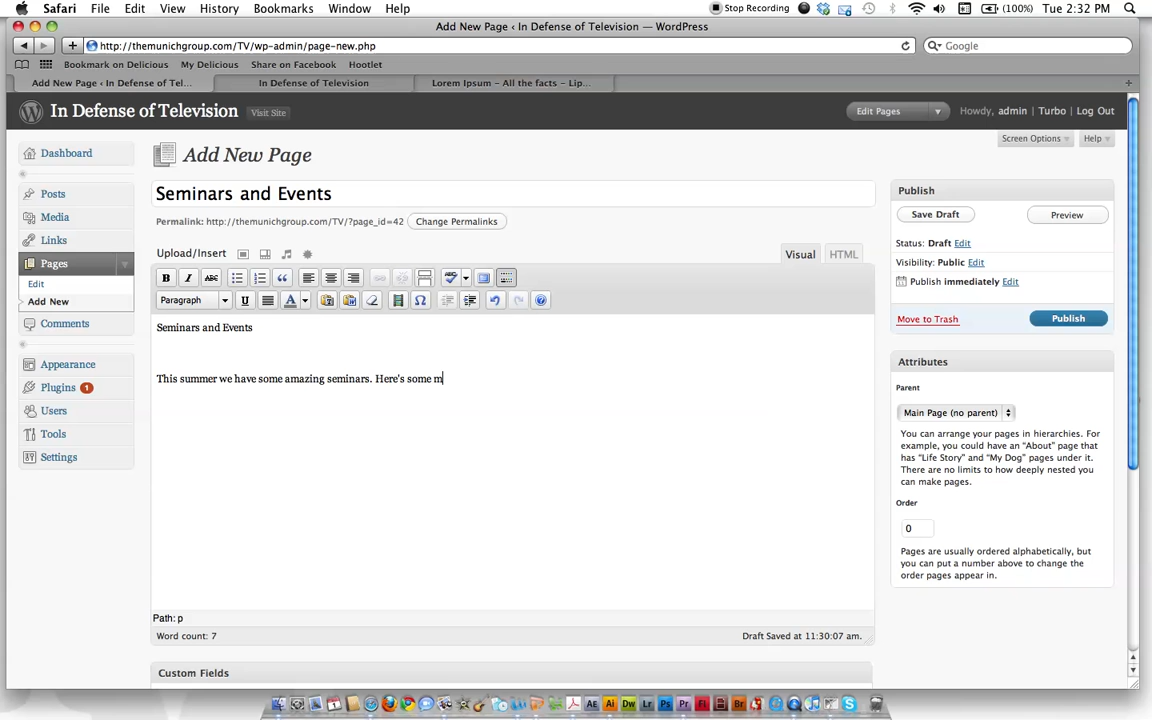 Safari File Edit View History Bookmarks Window Help Stop Recording (100%) Tue 2:32 PM
Add New Page ‹ In Defense of Television — WordPress
http://themunichgroup.com/TV/wp-admin/page-new.php Google
Bookmark on Delicious My Delicious Share on Facebook Hootlet
Add New Page ‹ In Defense of Tel... In Defense of Television Lorem Ipsum – All the facts – Lip...
In Defense of Television Visit Site Edit Pages Howdy, admin | Turbo | Log Out
Screen Options Help
Add New Page
Dashboard
Posts
Media
Links
Pages
Edit
Add New
Comments
Appearance
Plugins 1
Users
Tools
Settings
Seminars and Events
Permalink: http://themunichgroup.com/TV/?page_id=42 Change Permalinks
Upload/Insert Visual HTML
B I ABC
Paragraph U A
Seminars and Events
This summer we have some amazing seminars. Here's some m
Path: p
Word count: 7 Draft Saved at 11:30:07 am.
Custom Fields
Publish
Save Draft Preview
Status: Draft Edit
Visibility: Public Edit
Publish immediately Edit
Move to Trash Publish
Attributes
Parent
Main Page (no parent)
You can arrange your pages in hierarchies. For
example, you could have an “About” page that
has “Life Story” and “My Dog” pages under it.
There are no limits to how deeply nested you
can make pages.
Order
0
Pages are usually ordered alphabetically, but
you can put a number above to change the
order pages appear in.
Ae Ai Dw Lr Ps Pr Fl Br